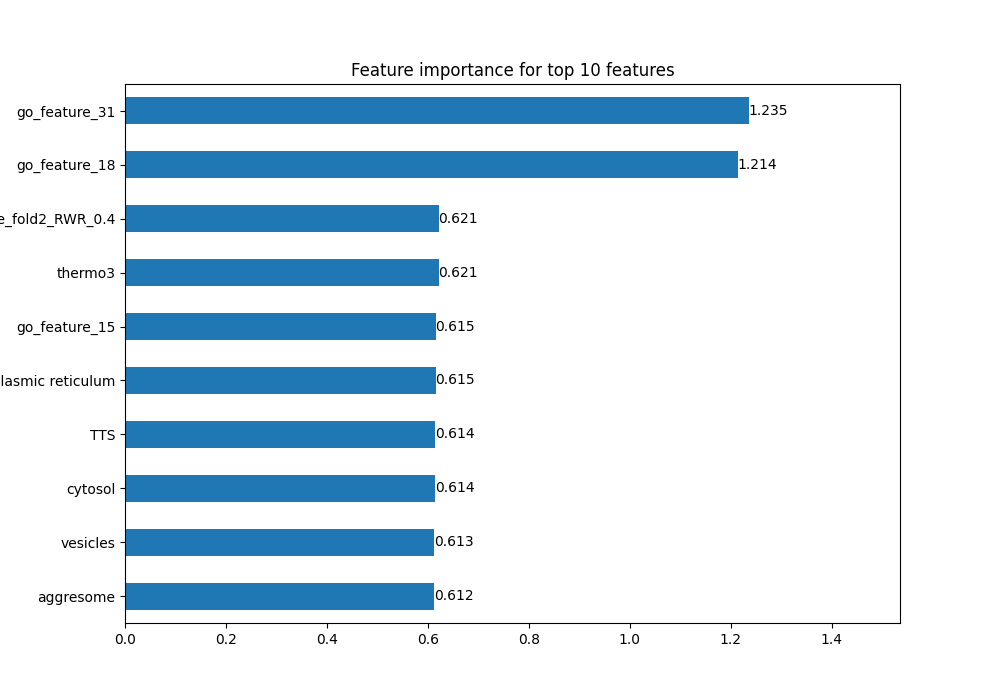 Feature importance for top 10 features
go_feature_31 1.235
go_feature_18 1.214
e_fold2_RWR_0.4 0.621
thermo3 0.621
go_feature_15 0.615
lasmic reticulum 0.615
TTS 0.614
cytosol 0.614
vesicles 0.613
aggresome 0.612
0.0 0.2 0.4 0.6 0.8 1.0 1.2 1.4